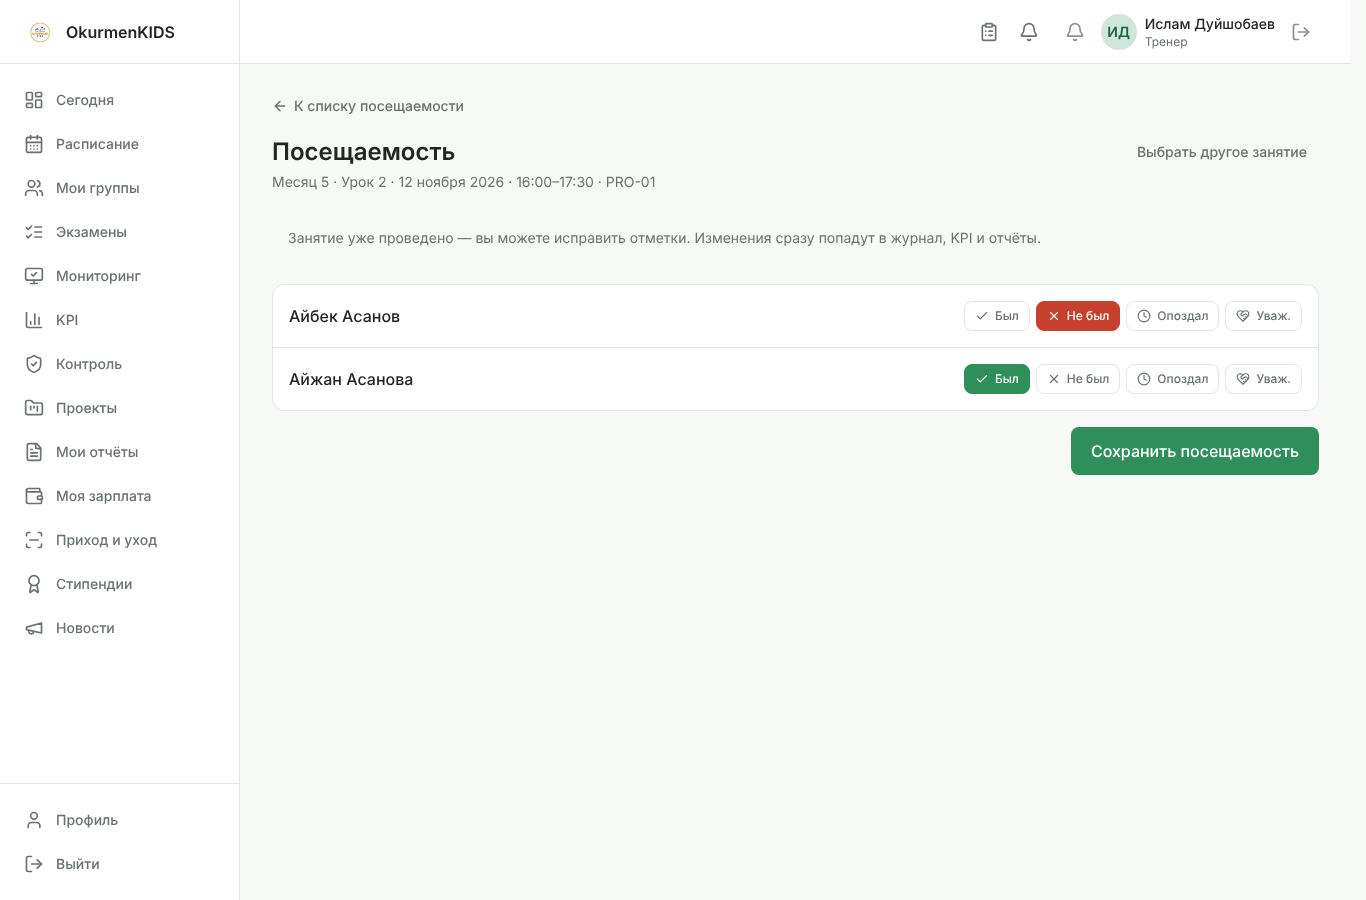 OkurmenKIDS
ИД
Ислам Дуйшобаев
Тренер
Сегодня
Расписание
Мои группы
Экзамены
Мониторинг
KPI
Контроль
Проекты
Мои отчёты
Моя зарплата
Приход и уход
Стипендии
Новости
Профиль
Выйти
К списку посещаемости
Посещаемость
Выбрать другое занятие
Месяц 5 · Урок 2 · 12 ноября 2026 · 16:00–17:30 · PRO-01
Занятие уже проведено — вы можете исправить отметки. Изменения сразу попадут в журнал, KPI и отчёты.
Айбек Асанов
Был
Не был
Опоздал
Уваж.
Айжан Асанова
Был
Не был
Опоздал
Уваж.
Сохранить посещаемость